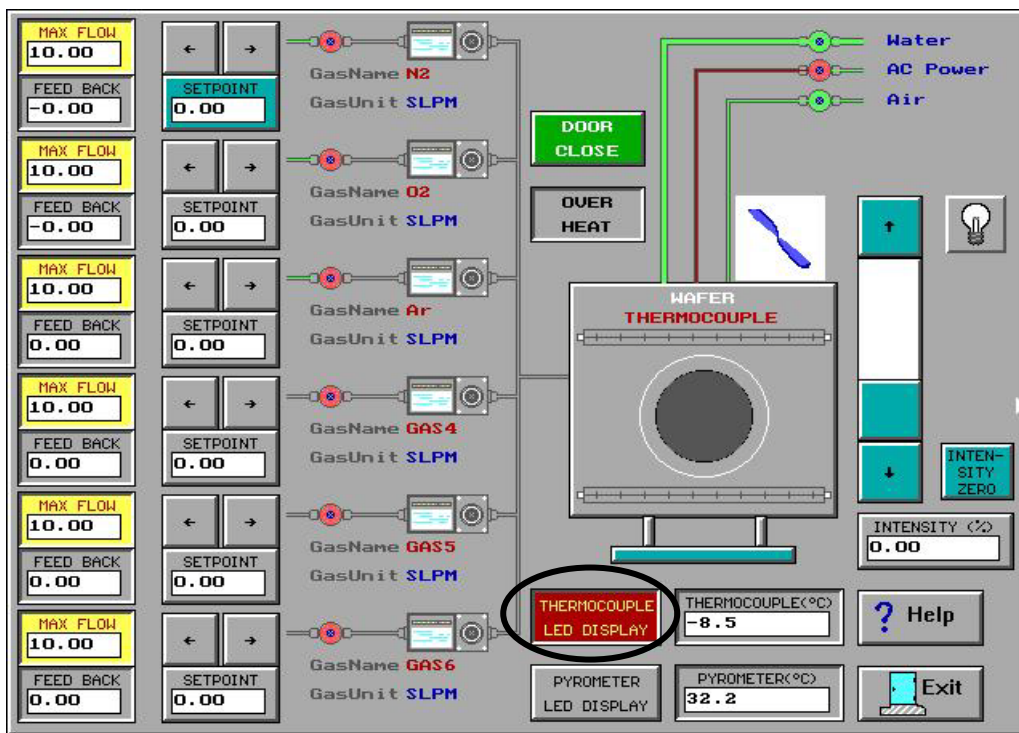 MAX FLOW
10.00
← →
FEED BACK
-0.00
SETPOINT
0.00
GasName N2
GasUnit SLPM
MAX FLOW
10.00
← →
FEED BACK
-0.00
SETPOINT
0.00
GasName O2
GasUnit SLPM
MAX FLOW
10.00
← →
FEED BACK
0.00
SETPOINT
0.00
GasName Ar
GasUnit SLPM
MAX FLOW
10.00
← →
FEED BACK
0.00
SETPOINT
0.00
GasName GAS4
GasUnit SLPM
MAX FLOW
10.00
← →
FEED BACK
0.00
SETPOINT
0.00
GasName GAS5
GasUnit SLPM
MAX FLOW
10.00
← →
FEED BACK
0.00
SETPOINT
0.00
GasName GAS6
GasUnit SLPM
Water
AC Power
Air
DOOR
CLOSE
OVER
HEAT
WAFER
THERMOCOUPLE
↑
↓
INTEN-
SITY
ZERO
INTENSITY (%)
0.00
THERMOCOUPLE
LED DISPLAY
THERMOCOUPLE(ºC)
-8.5
? Help
PYROMETER
LED DISPLAY
PYROMETER(ºC)
32.2
Exit